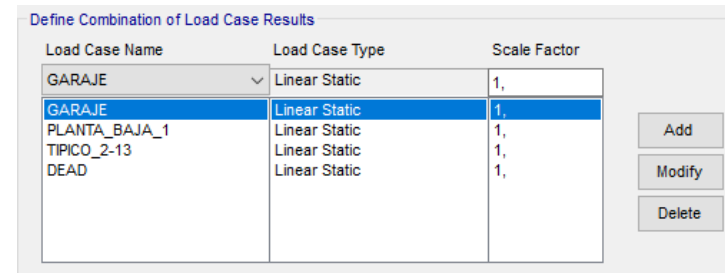 Define Combination of Load Case Results
Load Case Name Load Case Type Scale Factor
GARAJE Linear Static 1,
GARAJE Linear Static 1,
PLANTA_BAJA_1 Linear Static 1,
TIPICO_2-13 Linear Static 1,
DEAD Linear Static 1,
Add
Modify
Delete